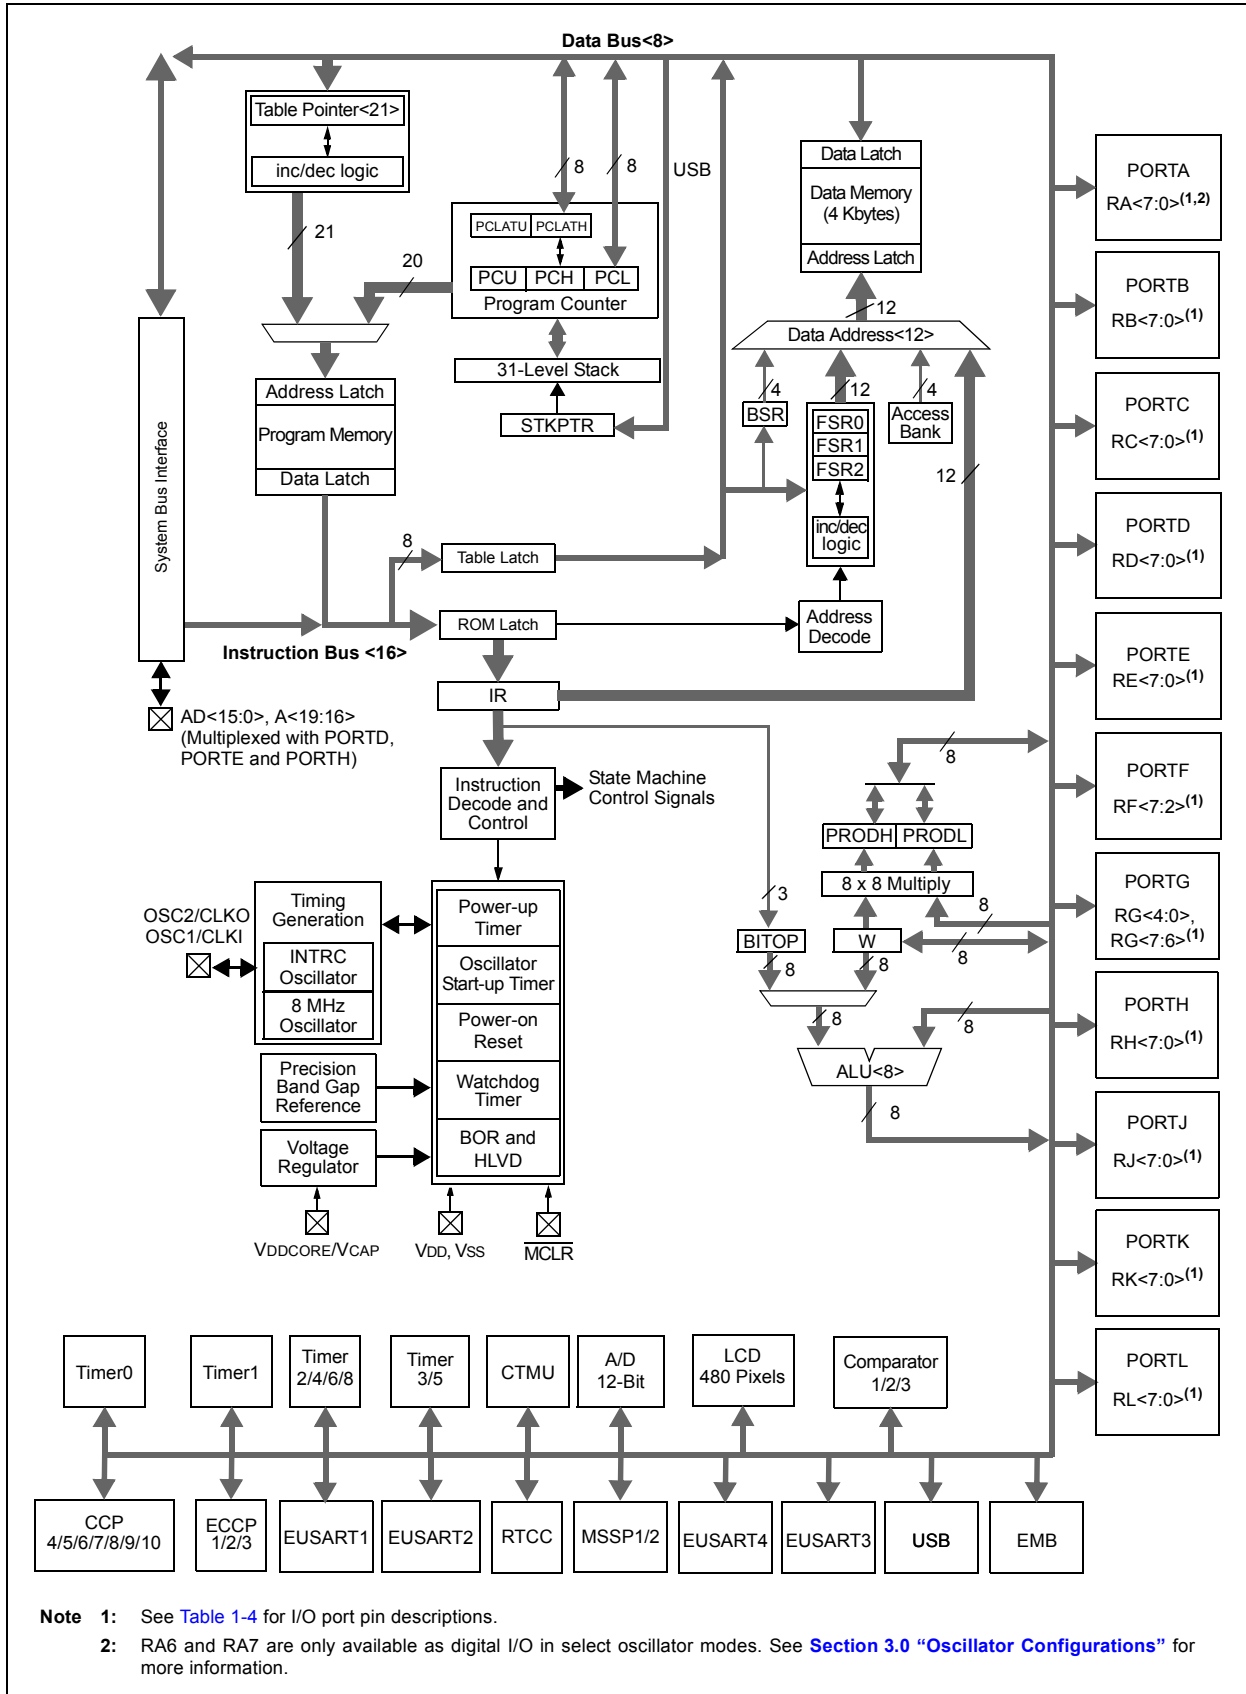 Data Bus<8>
Table Pointer<21>
inc/dec logic
21
20
8
8
USB
PCLATU
PCLATH
PCU
PCH
PCL
Program Counter
31-Level Stack
STKPTR
Data Latch
Data Memory
(4 Kbytes)
Address Latch
12
Data Address<12>
4
12
4
BSR
FSR0
FSR1
FSR2
inc/dec
logic
Access
Bank
12
Address
Decode
System Bus Interface
Address Latch
Program Memory
Data Latch
8
Table Latch
ROM Latch
Instruction Bus <16>
IR
AD<15:0>, A<19:16>
(Multiplexed with PORTD,
PORTE and PORTH)
Instruction
Decode and
Control
State Machine
Control Signals
8
PRODH
PRODL
8 x 8 Multiply
3
8
BITOP
W
8
8
8
8
8
ALU<8>
8
OSC2/CLKO
OSC1/CLKI
Timing
Generation
INTRC
Oscillator
8 MHz
Oscillator
Power-up
Timer
Oscillator
Start-up Timer
Power-on
Reset
Watchdog
Timer
BOR and
HLVD
Precision
Band Gap
Reference
Voltage
Regulator
VDDCORE/VCAP
VDD, VSS
MCLR
PORTA
RA<7:0>(1,2)
PORTB
RB<7:0>(1)
PORTC
RC<7:0>(1)
PORTD
RD<7:0>(1)
PORTE
RE<7:0>(1)
PORTF
RF<7:2>(1)
PORTG
RG<4:0>,
RG<7:6>(1)
PORTH
RH<7:0>(1)
PORTJ
RJ<7:0>(1)
PORTK
RK<7:0>(1)
PORTL
RL<7:0>(1)
Timer0
Timer1
Timer
2/4/6/8
Timer
3/5
CTMU
A/D
12-Bit
LCD
480 Pixels
Comparator
1/2/3
CCP
4/5/6/7/8/9/10
ECCP
1/2/3
EUSART1
EUSART2
RTCC
MSSP1/2
EUSART4
EUSART3
USB
EMB
Note 1: See Table 1-4 for I/O port pin descriptions.
2: RA6 and RA7 are only available as digital I/O in select oscillator modes. See Section 3.0 “Oscillator Configurations” for
more information.